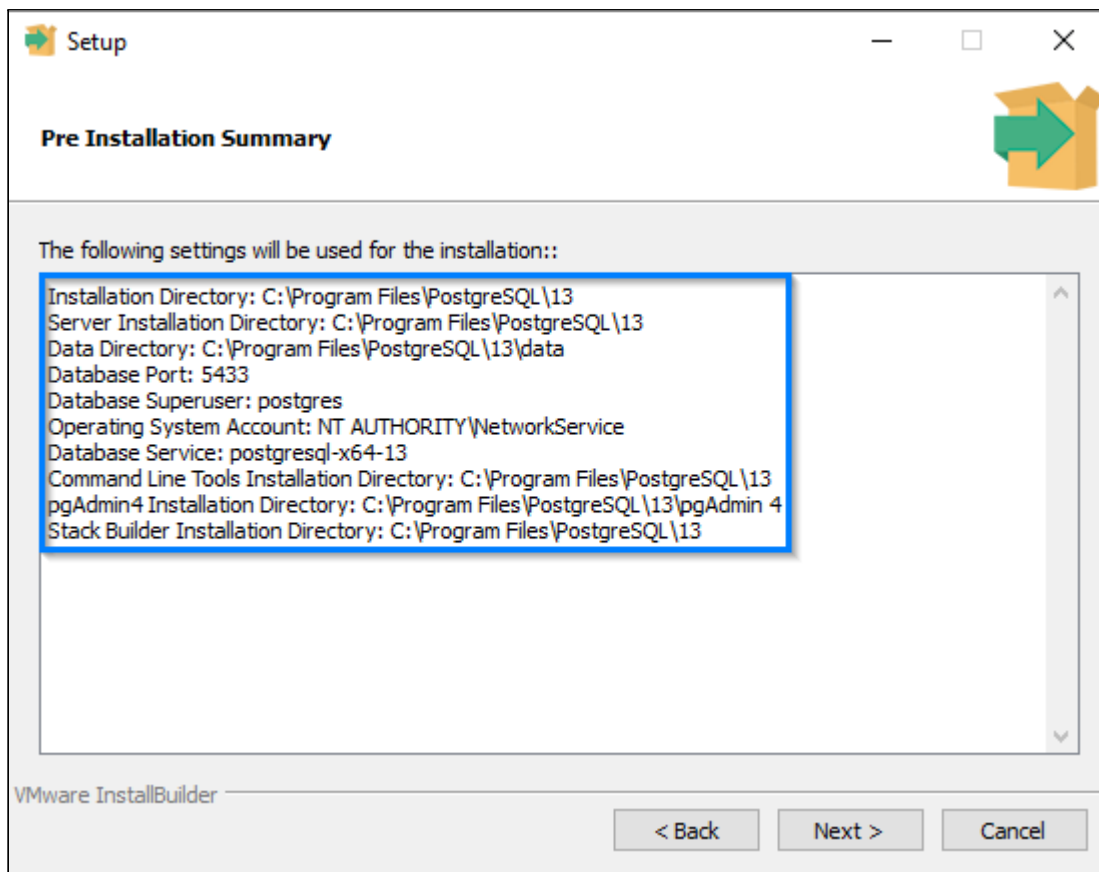 Setup
Pre Installation Summary
The following settings will be used for the installation::
Installation Directory: C:\Program Files\PostgreSQL\13
Server Installation Directory: C:\Program Files\PostgreSQL\13
Data Directory: C:\Program Files\PostgreSQL\13\data
Database Port: 5433
Database Superuser: postgres
Operating System Account: NT AUTHORITY\NetworkService
Database Service: postgresql-x64-13
Command Line Tools Installation Directory: C:\Program Files\PostgreSQL\13
pgAdmin4 Installation Directory: C:\Program Files\PostgreSQL\13\pgAdmin 4
Stack Builder Installation Directory: C:\Program Files\PostgreSQL\13
VMware InstallBuilder
< Back Next > Cancel